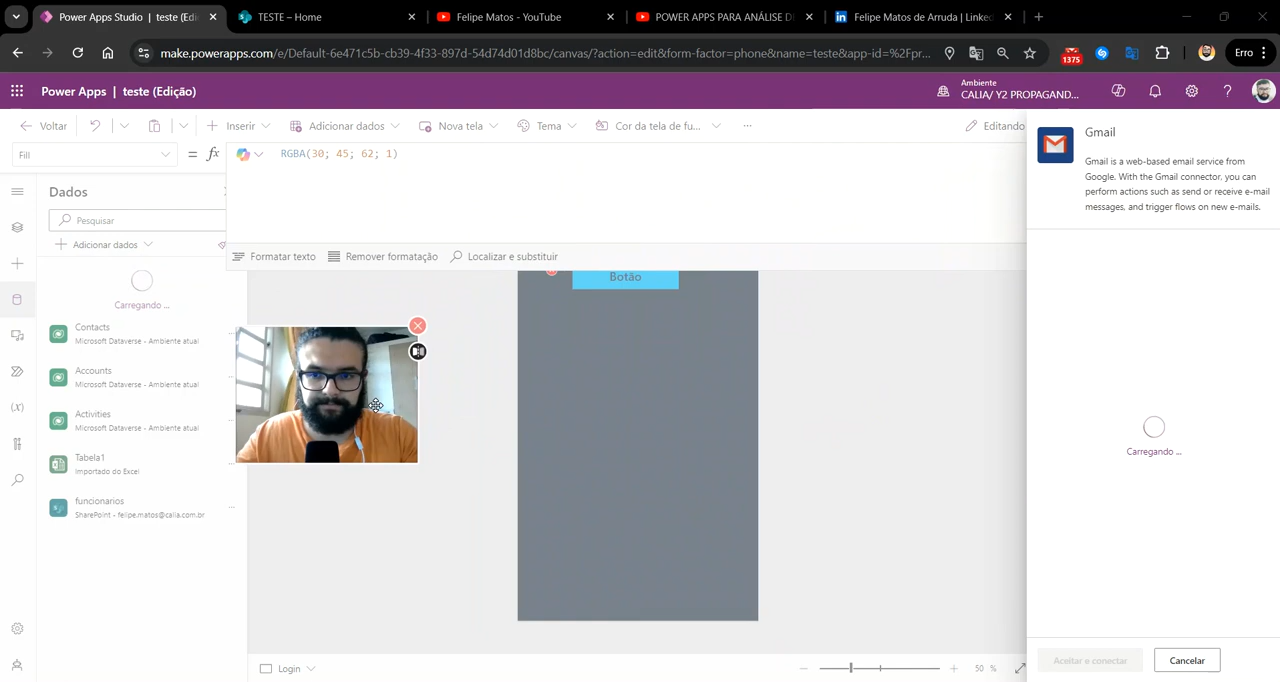 Power Apps Studio | teste (Ediçã
TESTE – Home
Felipe Matos - YouTube
POWER APPS PARA ANÁLISE D
Felipe Matos de Arruda | Linke
make.powerapps.com/e/Default-6e471c5b-cb39-4f33-897d-54d74d01d8bc/canvas/?action=edit&form-factor=phone&name=teste&app-id=%2Fpr...
1375
Erro
Power Apps | teste (Edição)
Ambiente
CALIA/ Y2 PROPAGAND...
Voltar
Inserir
Adicionar dados
Nova tela
Tema
Cor da tela de fu...
...
Editando
Fill
= fx
RGBA(30; 45; 62; 1)
Formatar texto
Remover formatação
Localizar e substituir
Dados
Pesquisar
Adicionar dados
Carregando ...
Contacts
Microsoft Dataverse - Ambiente atual
Accounts
Microsoft Dataverse - Ambiente atual
Activities
Microsoft Dataverse - Ambiente atual
Tabela1
Importado do Excel
funcionarios
SharePoint - felipe.matos@calia.com.br
Botão
Login
50 %
Gmail
Gmail is a web-based email service from
Google. With the Gmail connector, you can
perform actions such as send or receive e-mail
messages, and trigger flows on new e-mails.
Carregando ...
Aceitar e conectar
Cancelar